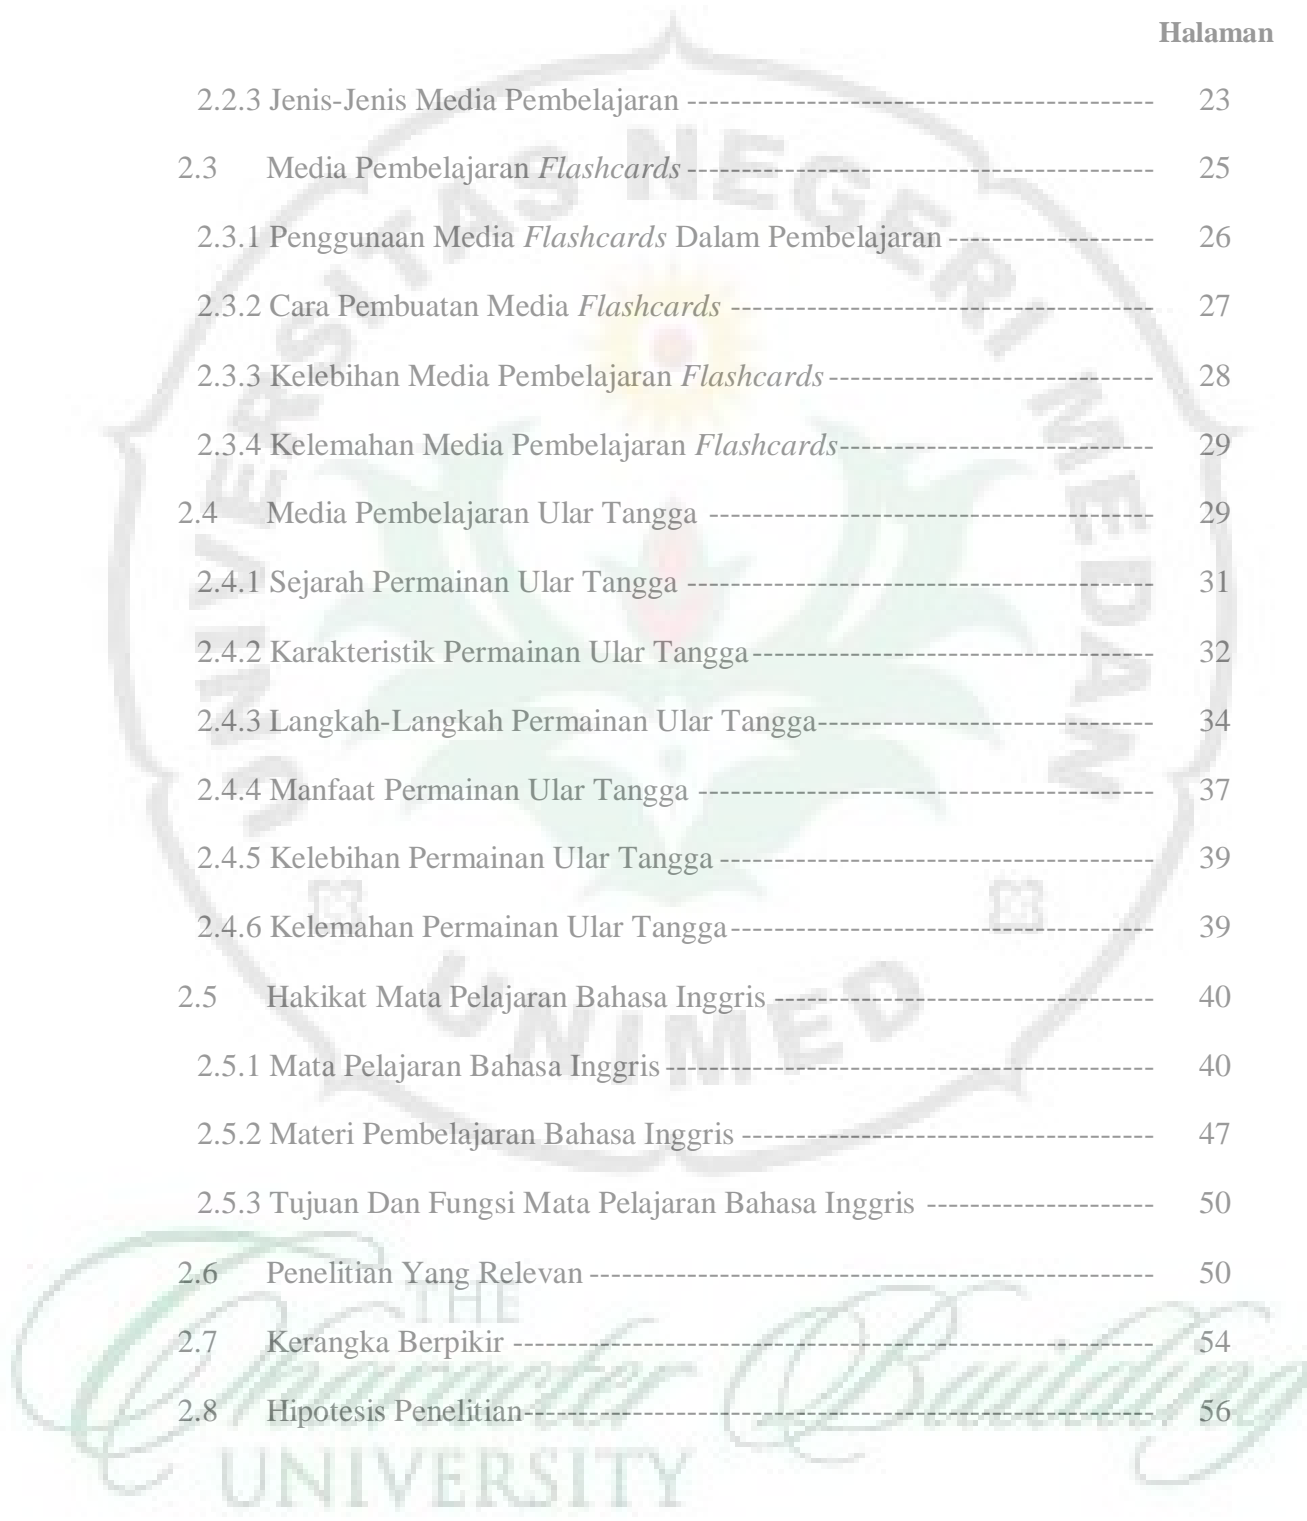 Halaman
2.2.3 Jenis-Jenis Media Pembelajaran ------------------------------------------- 23
2.3 Media Pembelajaran Flashcards ------------------------------------------- 25
2.3.1 Penggunaan Media Flashcards Dalam Pembelajaran ------------------- 26
2.3.2 Cara Pembuatan Media Flashcards --------------------------------------- 27
2.3.3 Kelebihan Media Pembelajaran Flashcards ------------------------------ 28
2.3.4 Kelemahan Media Pembelajaran Flashcards ----------------------------- 29
2.4 Media Pembelajaran Ular Tangga ----------------------------------------- 29
2.4.1 Sejarah Permainan Ular Tangga ------------------------------------------- 31
2.4.2 Karakteristik Permainan Ular Tangga ------------------------------------- 32
2.4.3 Langkah-Langkah Permainan Ular Tangga ------------------------------- 34
2.4.4 Manfaat Permainan Ular Tangga ------------------------------------------ 37
2.4.5 Kelebihan Permainan Ular Tangga ---------------------------------------- 39
2.4.6 Kelemahan Permainan Ular Tangga --------------------------------------- 39
2.5 Hakikat Mata Pelajaran Bahasa Inggris ----------------------------------- 40
2.5.1 Mata Pelajaran Bahasa Inggris --------------------------------------------- 40
2.5.2 Materi Pembelajaran Bahasa Inggris -------------------------------------- 47
2.5.3 Tujuan Dan Fungsi Mata Pelajaran Bahasa Inggris --------------------- 50
2.6 Penelitian Yang Relevan ---------------------------------------------------- 50
2.7 Kerangka Berpikir ----------------------------------------------------------- 54
2.8 Hipotesis Penelitian ---------------------------------------------------------- 56
UNIVERSITAS NEGERI MEDAN
UNIMED
THE
Character Building
UNIVERSITY